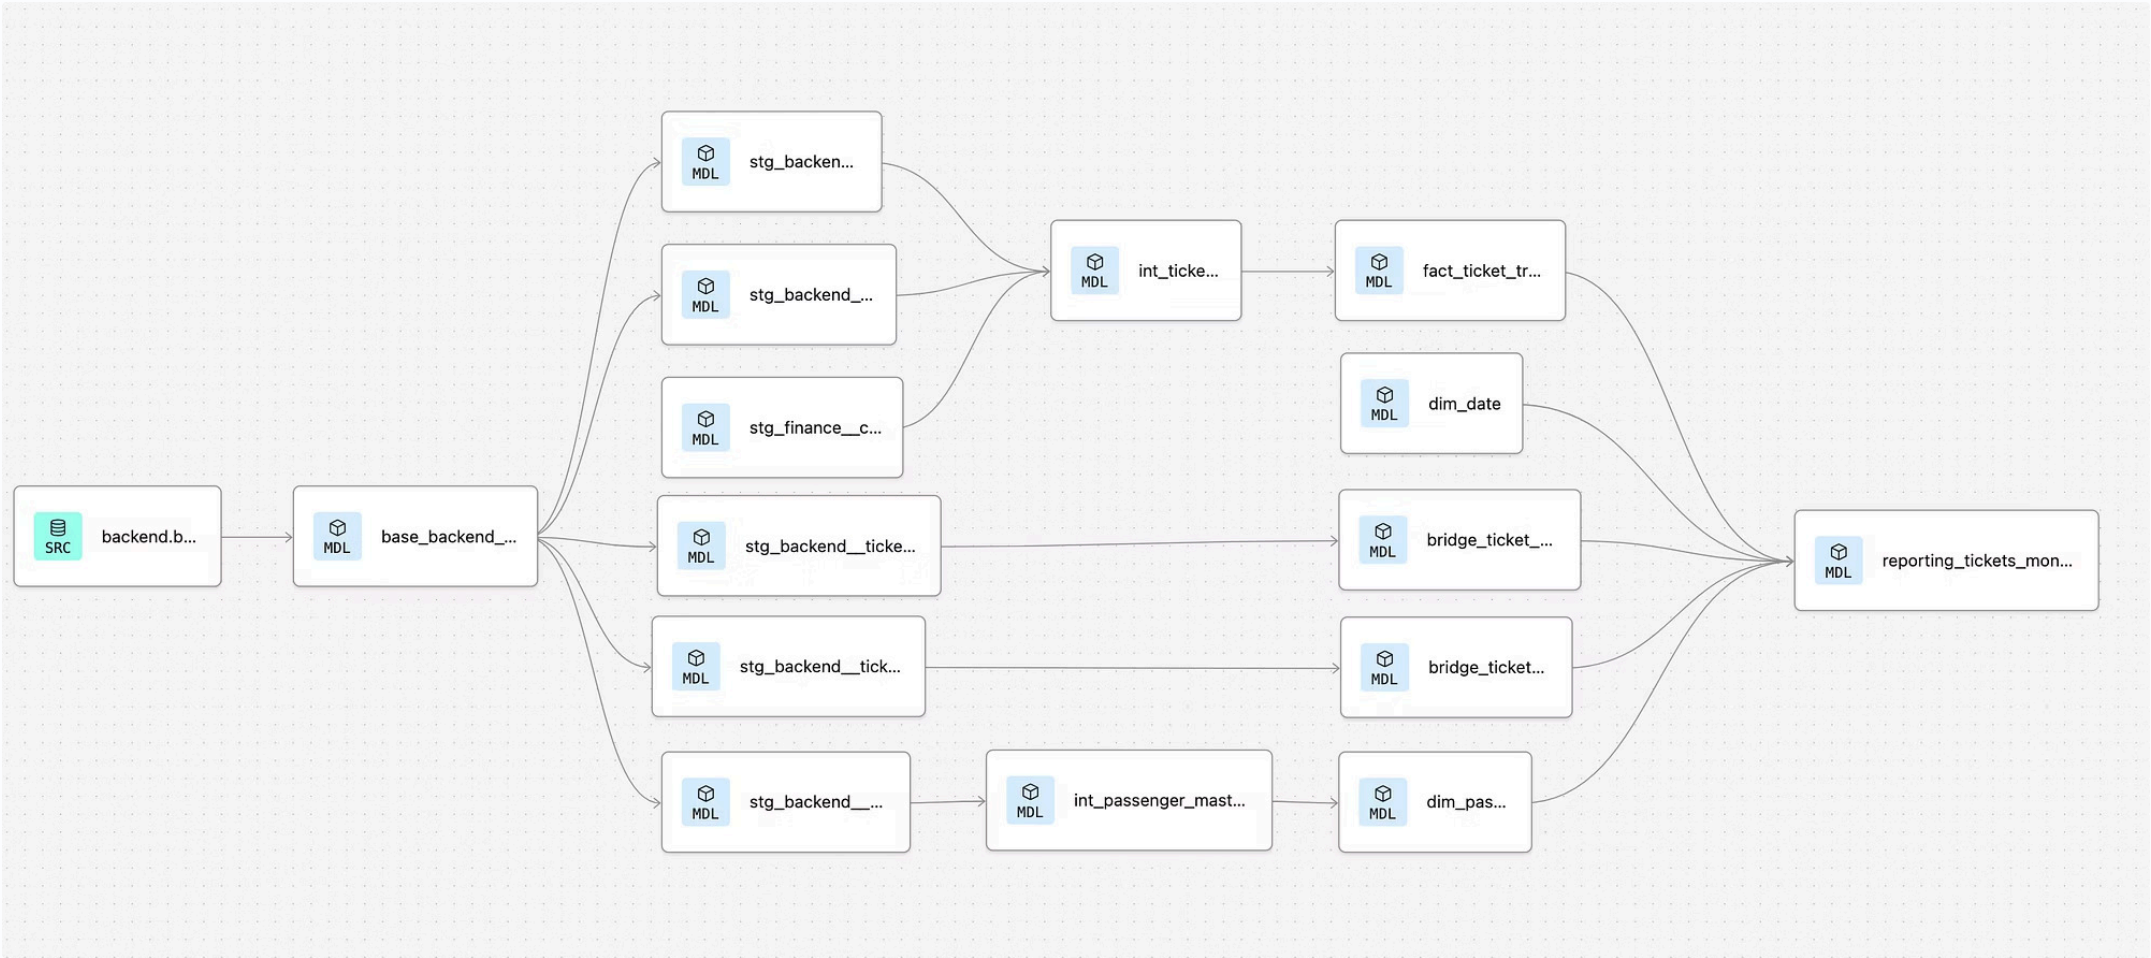 SRC
backend.b...
MDL
base_backend_...
MDL
stg_backen...
MDL
stg_backend_...
MDL
stg_finance__c...
MDL
stg_backend__ticke...
MDL
stg_backend__tick...
MDL
stg_backend__...
MDL
int_ticke...
MDL
int_passenger_mast...
MDL
fact_ticket_tr...
MDL
dim_date
MDL
bridge_ticket_...
MDL
bridge_ticket...
MDL
dim_pas...
MDL
reporting_tickets_mon...